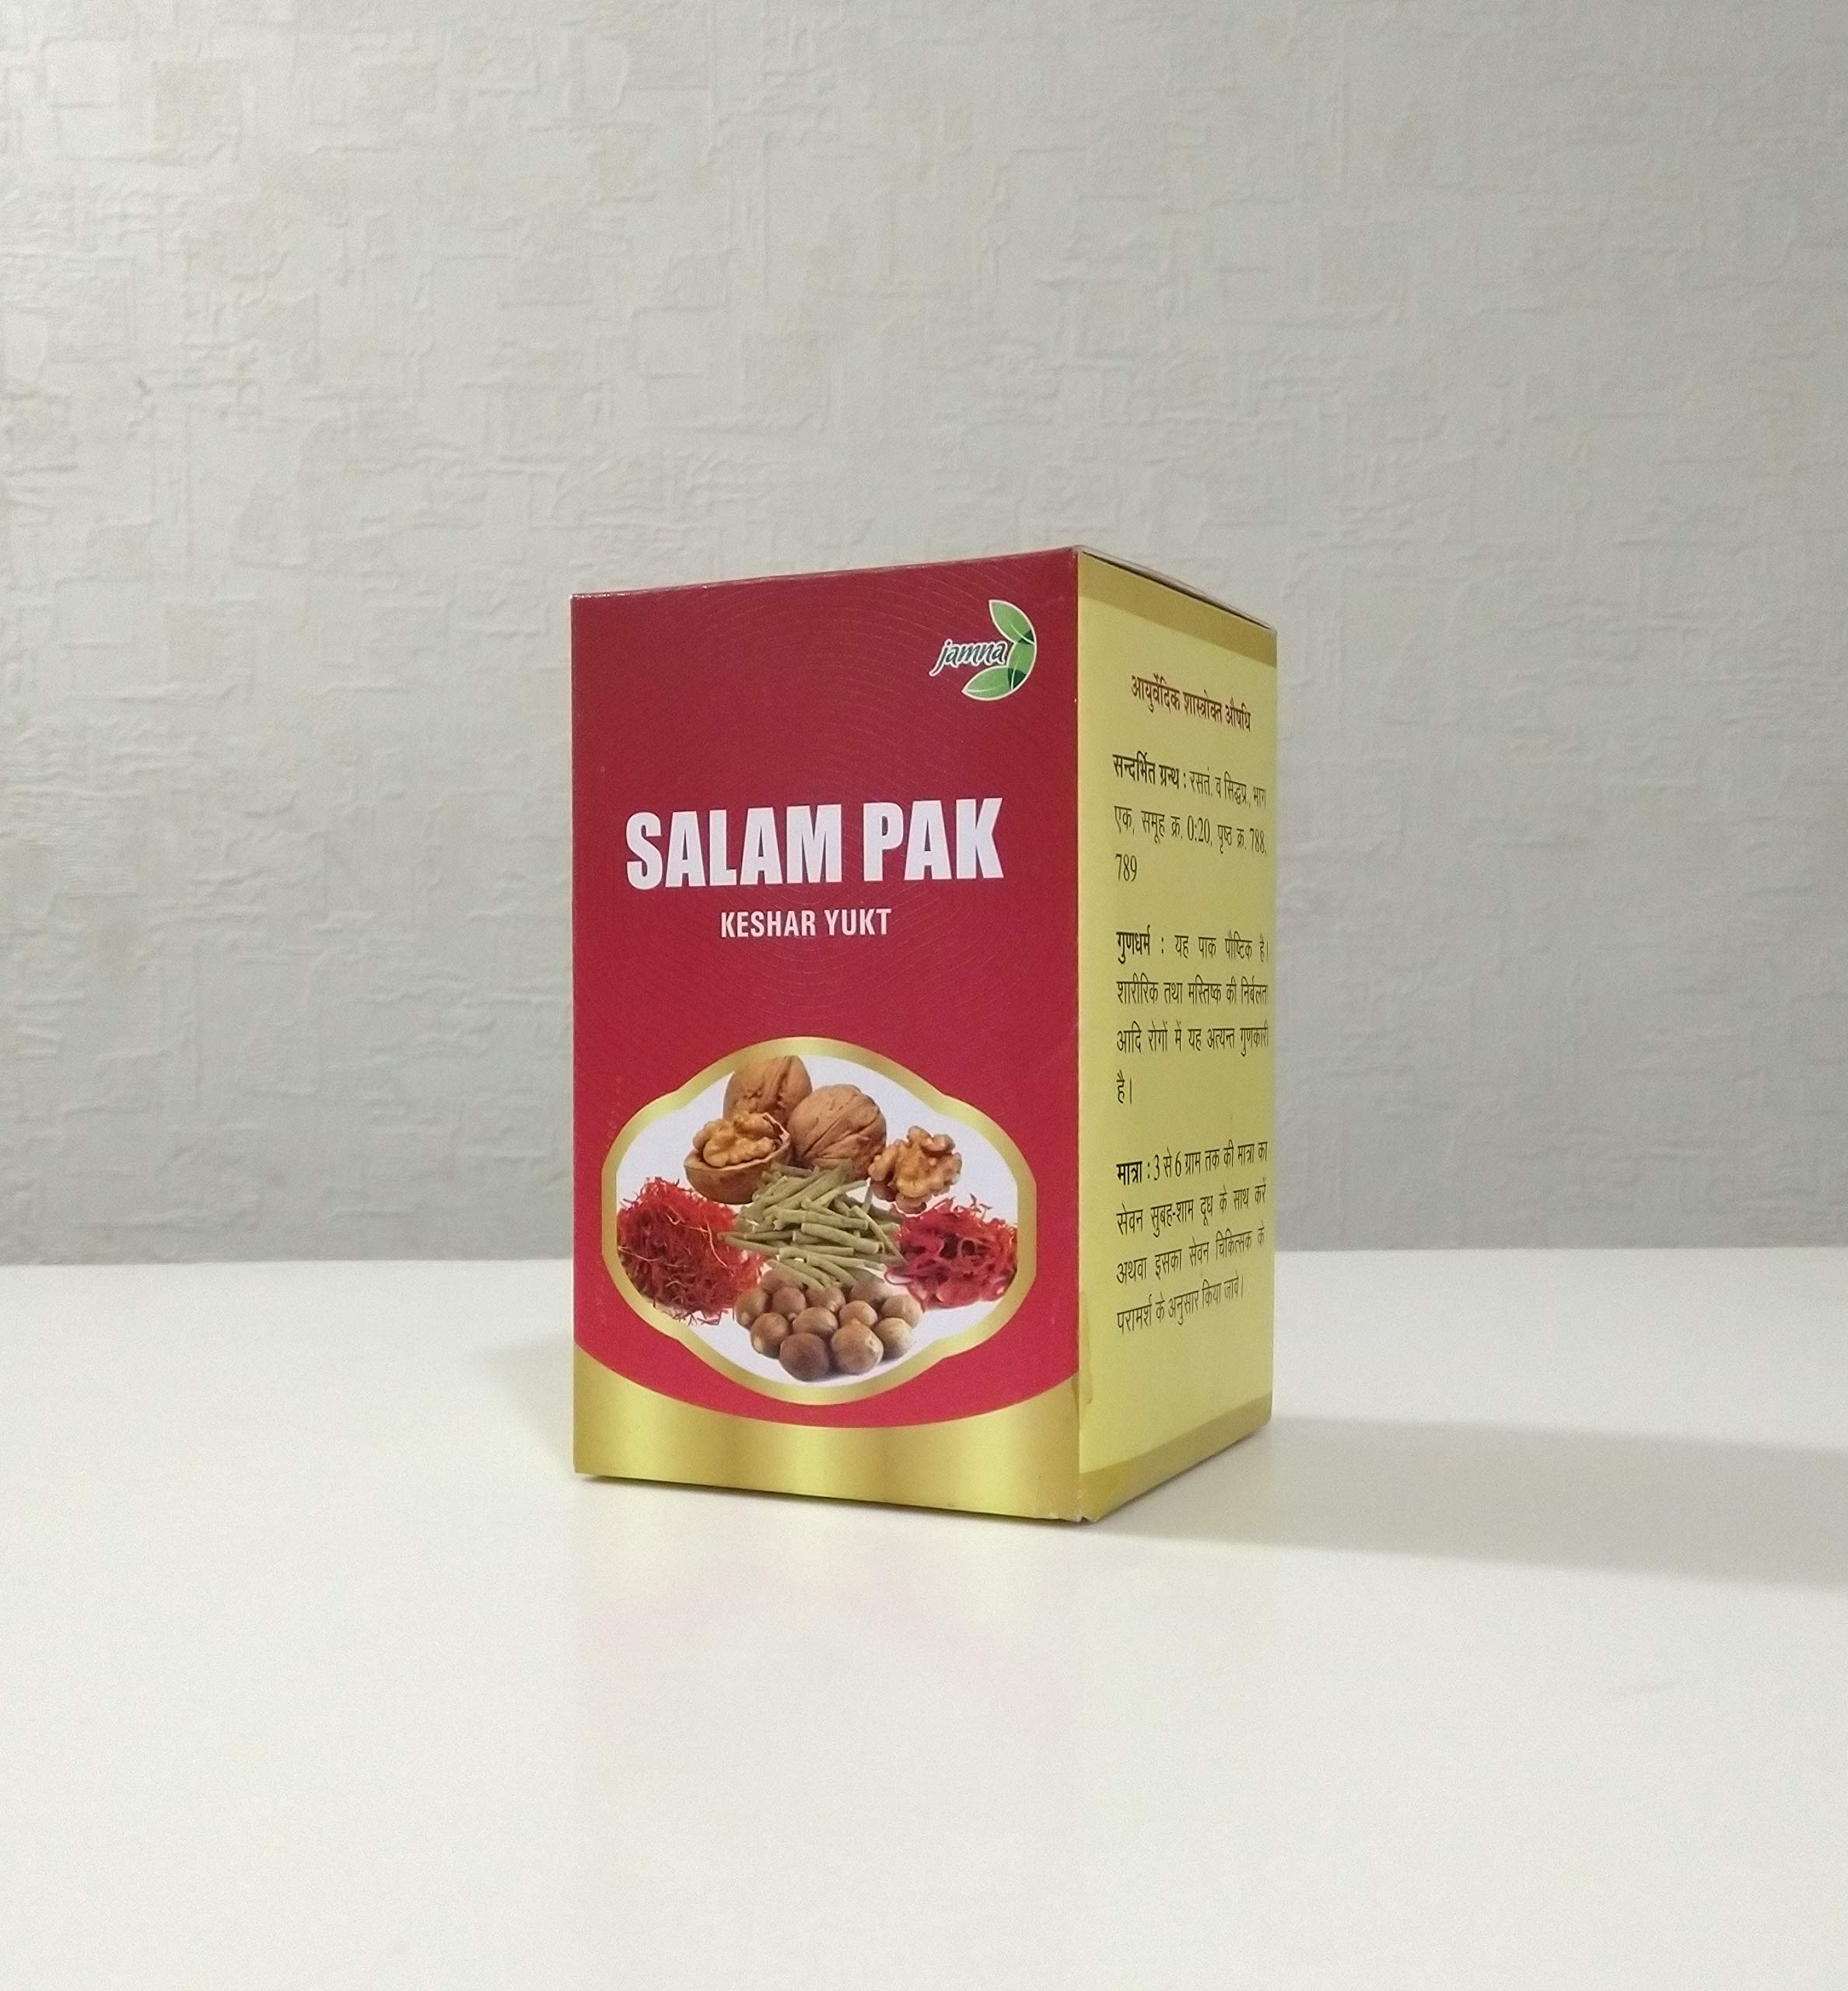 jamna
SALAM PAK
KESHAR YUKT
आयुर्वेदिक शास्त्रोक्त औषधि
सन्दर्भित ग्रन्थ : रसतं. व सिद्धप्र., भाग
एक, समूह क्र. 0:20, पृष्ठ क्र. 788,
789
गुणधर्म : यह पाक पौष्टिक है।
शारीरिक तथा मस्तिष्क की निर्बलता
आदि रोगों में यह अत्यन्त गुणकारी
है।
मात्रा : 3 से 6 ग्राम तक की मात्रा का
सेवन सुबह-शाम दूध के साथ करें
अथवा इसका सेवन चिकित्सक के
परामर्श के अनुसार किया जावे।